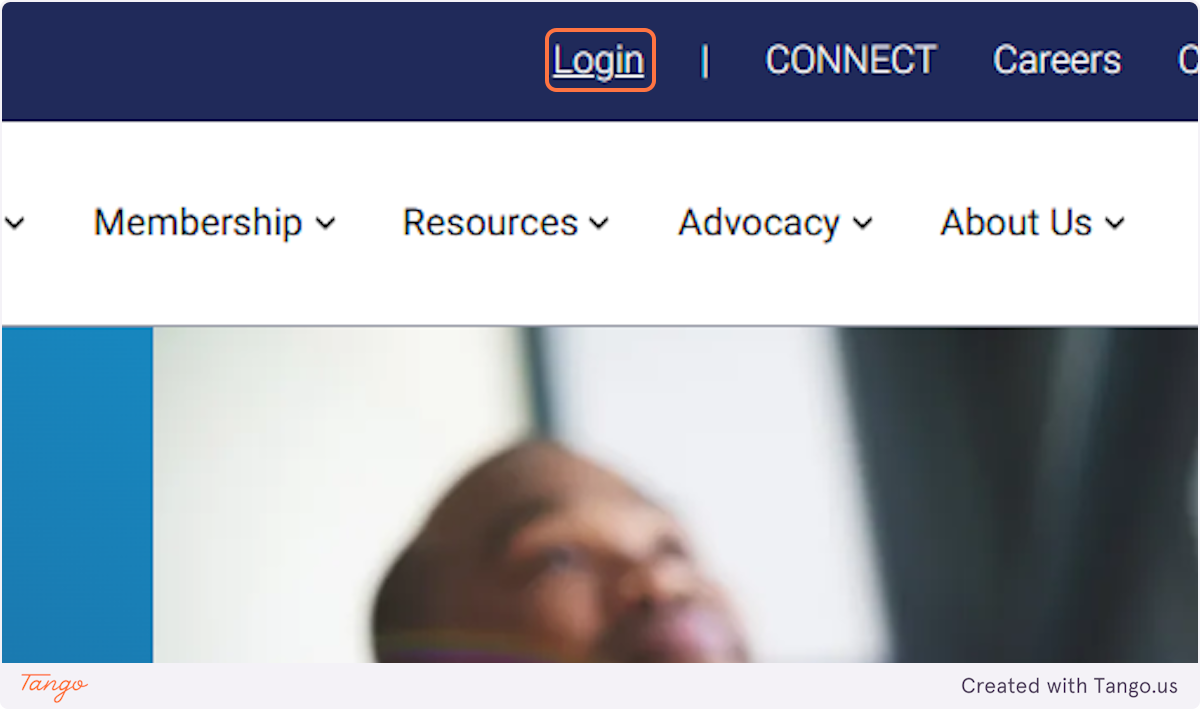 Login | CONNECT Careers
Membership Resources Advocacy About Us
Tango Created with Tango.us